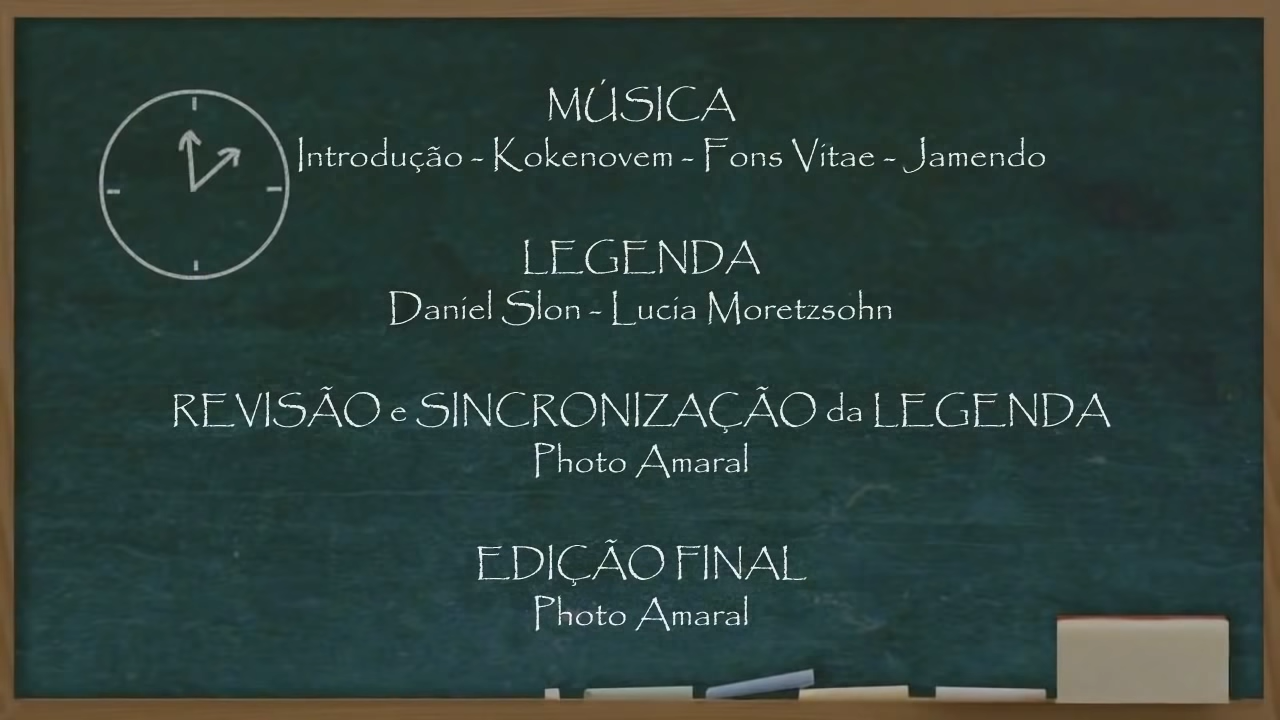 MÚSICA
Introdução - Kokenovem - Fons Vitae - Jamendo
LEGENDA
Daniel Slon - Lucia Moretzsohn
REVISÃO e SINCRONIZAÇÃO da LEGENDA
Photo Amaral
EDIÇÃO FINAL
Photo Amaral